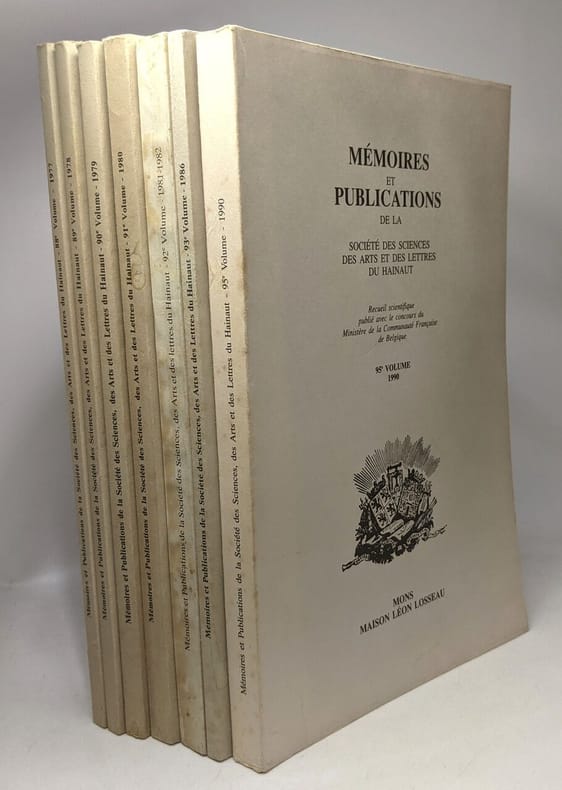 Mémoires et Publications de la Société des Sciences, des Arts et des Lettres du Hainaut - 88e Volume - 1977
Mémoires et Publications de la Société des Sciences, des Arts et des Lettres du Hainaut - 89e Volume - 1978
Mémoires et Publications de la Société des Sciences, des Arts et des Lettres du Hainaut - 90e Volume - 1979
Mémoires et Publications de la Société des Sciences, des Arts et des Lettres du Hainaut - 91e Volume - 1980
Mémoires et Publications de la Société des Sciences, des Arts et des lettres du Hainaut - 92e Volume - 1981-1982
Memoires et Publications de la Société des Sciences, des Arts et des Lettres du Hainaut - 93e Volume - 1986
Mémoires et Publications de la Société des Sciences, des Arts et des Lettres du Hainaut - 95e Volume - 1990
MÉMOIRES
ET
PUBLICATIONS
DE LA
SOCIÉTÉ DES SCIENCES
DES ARTS ET DES LETTRES
DU HAINAUT
Recueil scientifique
publié avec le concours du
Ministère de la Communauté Française
de Belgique
95e VOLUME
1990
MONS
MAISON LÉON LOSSEAU